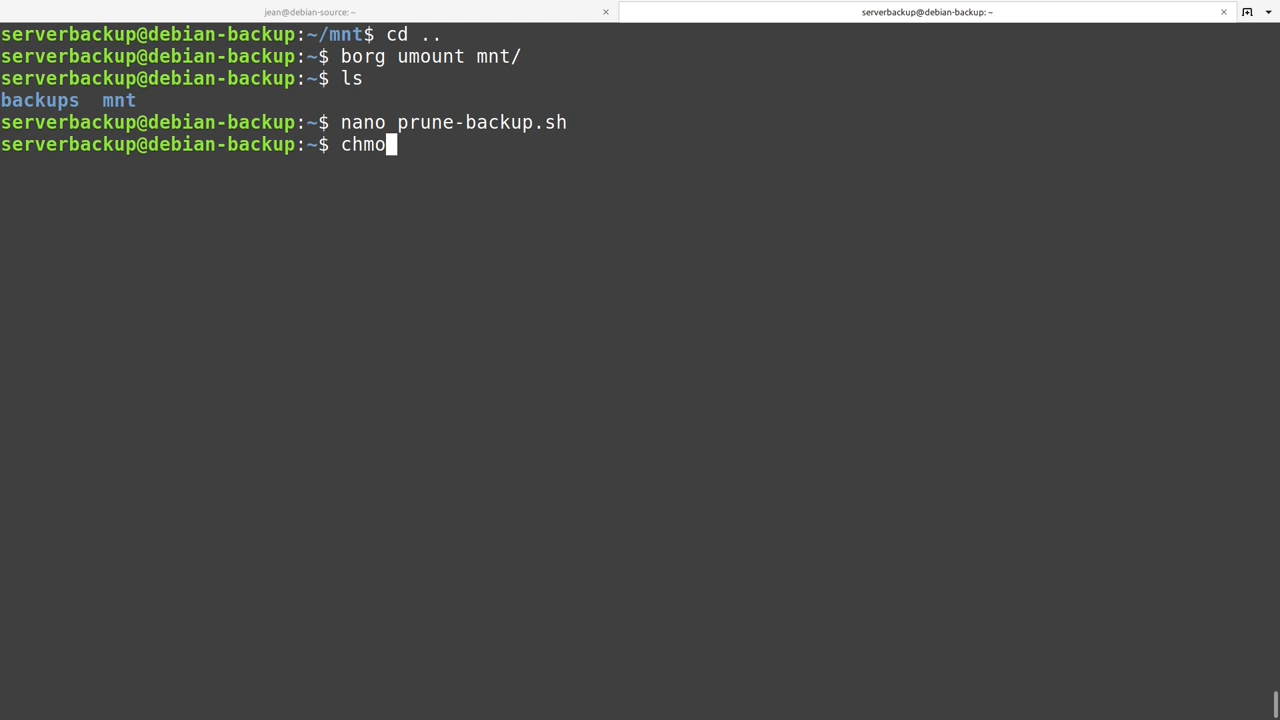 jean@debian-source: ~
serverbackup@debian-backup: ~
serverbackup@debian-backup:~/mnt$ cd ..
serverbackup@debian-backup:~$ borg umount mnt/
serverbackup@debian-backup:~$ ls
backups  mnt
serverbackup@debian-backup:~$ nano prune-backup.sh
serverbackup@debian-backup:~$ chmo